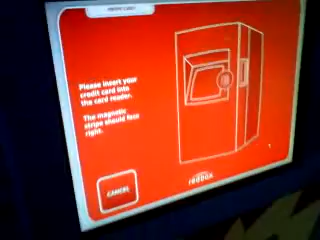 Please insert your
credit card into
the card reader.
The magnetic
stripe should face
right.
CANCEL
redbox